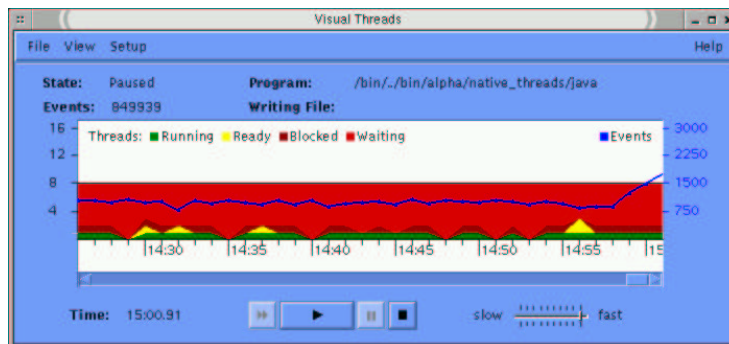 Visual Threads
File View Setup Help
State: Paused Program: /bin/../bin/alpha/native_threads/java
Events: 849939 Writing File:
16 Threads: Running Ready Blocked Waiting Events 3000
12 2250
8 1500
4 750
14:30 14:35 14:40 14:45 14:50 14:55 15
Time: 15:00.91 slow fast